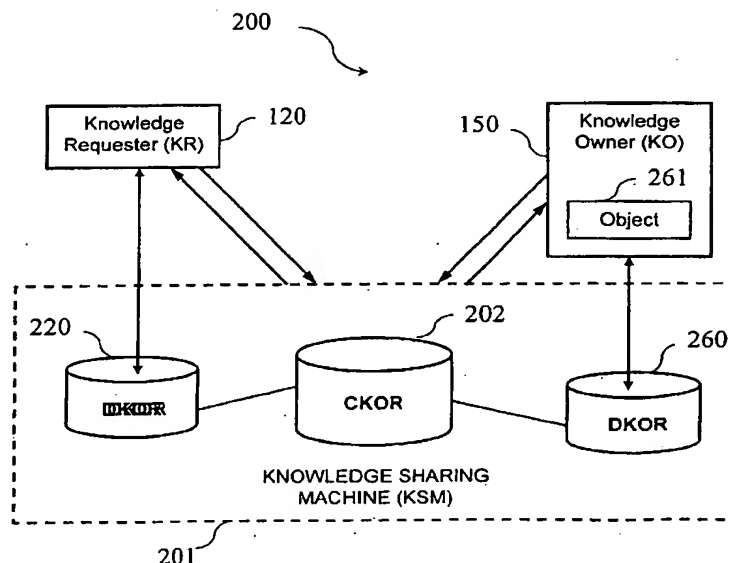 200
Knowledge
Requester (KR)
120
150
Knowledge
Owner (KO)
261
Object
220
202
260
DKOR
CKOR
DKOR
KNOWLEDGE SHARING
MACHINE (KSM)
201